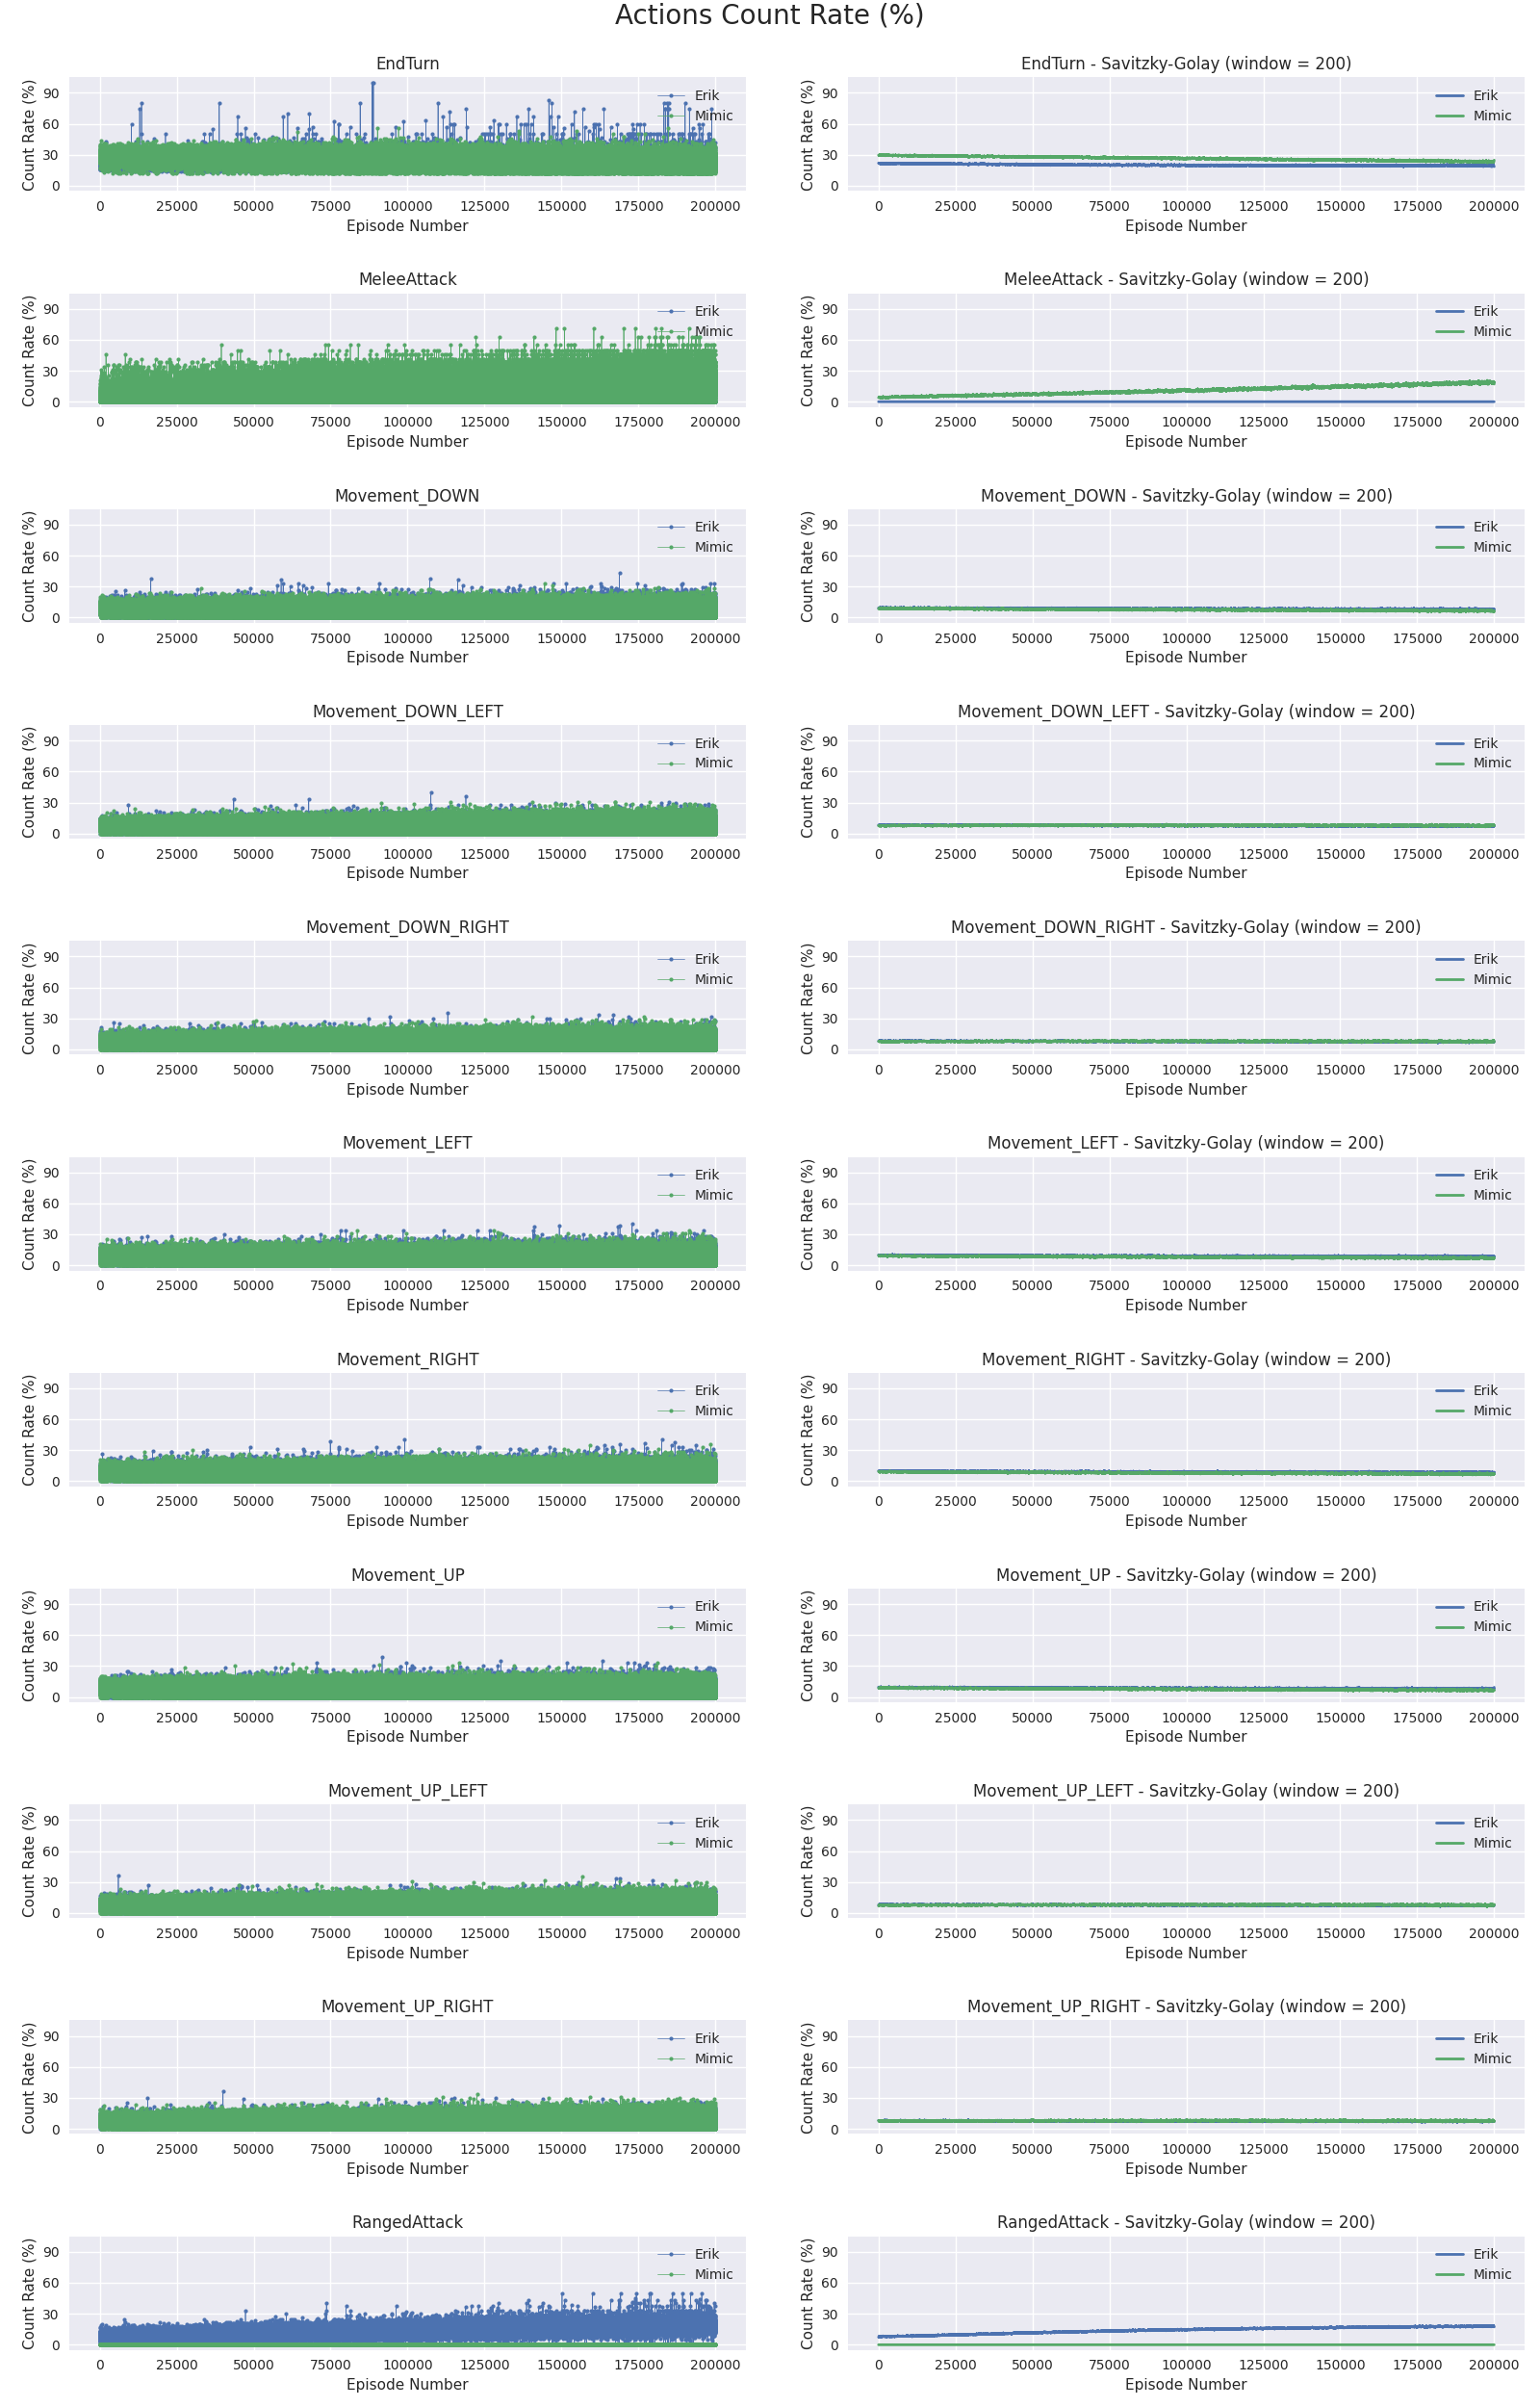 Actions Count Rate (%)
EndTurn
Count Rate (%)
90
60
30
0
Erik
Mimic
0 25000 50000 75000 100000 125000 150000 175000 200000
Episode Number
EndTurn - Savitzky-Golay (window = 200)
Count Rate (%)
90
60
30
0
Erik
Mimic
0 25000 50000 75000 100000 125000 150000 175000 200000
Episode Number
MeleeAttack
Count Rate (%)
90
60
30
0
Erik
Mimic
0 25000 50000 75000 100000 125000 150000 175000 200000
Episode Number
MeleeAttack - Savitzky-Golay (window = 200)
Count Rate (%)
90
60
30
0
Erik
Mimic
0 25000 50000 75000 100000 125000 150000 175000 200000
Episode Number
Movement_DOWN
Count Rate (%)
90
60
30
0
Erik
Mimic
0 25000 50000 75000 100000 125000 150000 175000 200000
Episode Number
Movement_DOWN - Savitzky-Golay (window = 200)
Count Rate (%)
90
60
30
0
Erik
Mimic
0 25000 50000 75000 100000 125000 150000 175000 200000
Episode Number
Movement_DOWN_LEFT
Count Rate (%)
90
60
30
0
Erik
Mimic
0 25000 50000 75000 100000 125000 150000 175000 200000
Episode Number
Movement_DOWN_LEFT - Savitzky-Golay (window = 200)
Count Rate (%)
90
60
30
0
Erik
Mimic
0 25000 50000 75000 100000 125000 150000 175000 200000
Episode Number
Movement_DOWN_RIGHT
Count Rate (%)
90
60
30
0
Erik
Mimic
0 25000 50000 75000 100000 125000 150000 175000 200000
Episode Number
Movement_DOWN_RIGHT - Savitzky-Golay (window = 200)
Count Rate (%)
90
60
30
0
Erik
Mimic
0 25000 50000 75000 100000 125000 150000 175000 200000
Episode Number
Movement_LEFT
Count Rate (%)
90
60
30
0
Erik
Mimic
0 25000 50000 75000 100000 125000 150000 175000 200000
Episode Number
Movement_LEFT - Savitzky-Golay (window = 200)
Count Rate (%)
90
60
30
0
Erik
Mimic
0 25000 50000 75000 100000 125000 150000 175000 200000
Episode Number
Movement_RIGHT
Count Rate (%)
90
60
30
0
Erik
Mimic
0 25000 50000 75000 100000 125000 150000 175000 200000
Episode Number
Movement_RIGHT - Savitzky-Golay (window = 200)
Count Rate (%)
90
60
30
0
Erik
Mimic
0 25000 50000 75000 100000 125000 150000 175000 200000
Episode Number
Movement_UP
Count Rate (%)
90
60
30
0
Erik
Mimic
0 25000 50000 75000 100000 125000 150000 175000 200000
Episode Number
Movement_UP - Savitzky-Golay (window = 200)
Count Rate (%)
90
60
30
0
Erik
Mimic
0 25000 50000 75000 100000 125000 150000 175000 200000
Episode Number
Movement_UP_LEFT
Count Rate (%)
90
60
30
0
Erik
Mimic
0 25000 50000 75000 100000 125000 150000 175000 200000
Episode Number
Movement_UP_LEFT - Savitzky-Golay (window = 200)
Count Rate (%)
90
60
30
0
Erik
Mimic
0 25000 50000 75000 100000 125000 150000 175000 200000
Episode Number
Movement_UP_RIGHT
Count Rate (%)
90
60
30
0
Erik
Mimic
0 25000 50000 75000 100000 125000 150000 175000 200000
Episode Number
Movement_UP_RIGHT - Savitzky-Golay (window = 200)
Count Rate (%)
90
60
30
0
Erik
Mimic
0 25000 50000 75000 100000 125000 150000 175000 200000
Episode Number
RangedAttack
Count Rate (%)
90
60
30
0
Erik
Mimic
0 25000 50000 75000 100000 125000 150000 175000 200000
Episode Number
RangedAttack - Savitzky-Golay (window = 200)
Count Rate (%)
90
60
30
0
Erik
Mimic
0 25000 50000 75000 100000 125000 150000 175000 200000
Episode Number